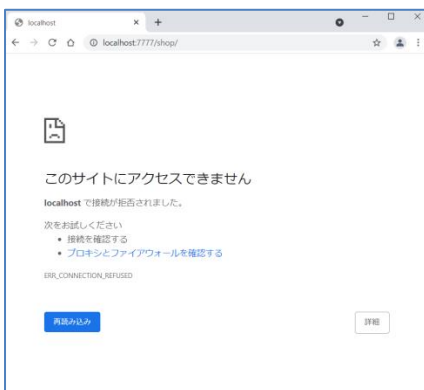 localhost
localhost:7777/shop/
このサイトにアクセスできません
localhost で接続が拒否されました。
次をお試しください
接続を確認する
プロキシとファイアウォールを確認する
ERR_CONNECTION_REFUSED
再読み込み
詳細